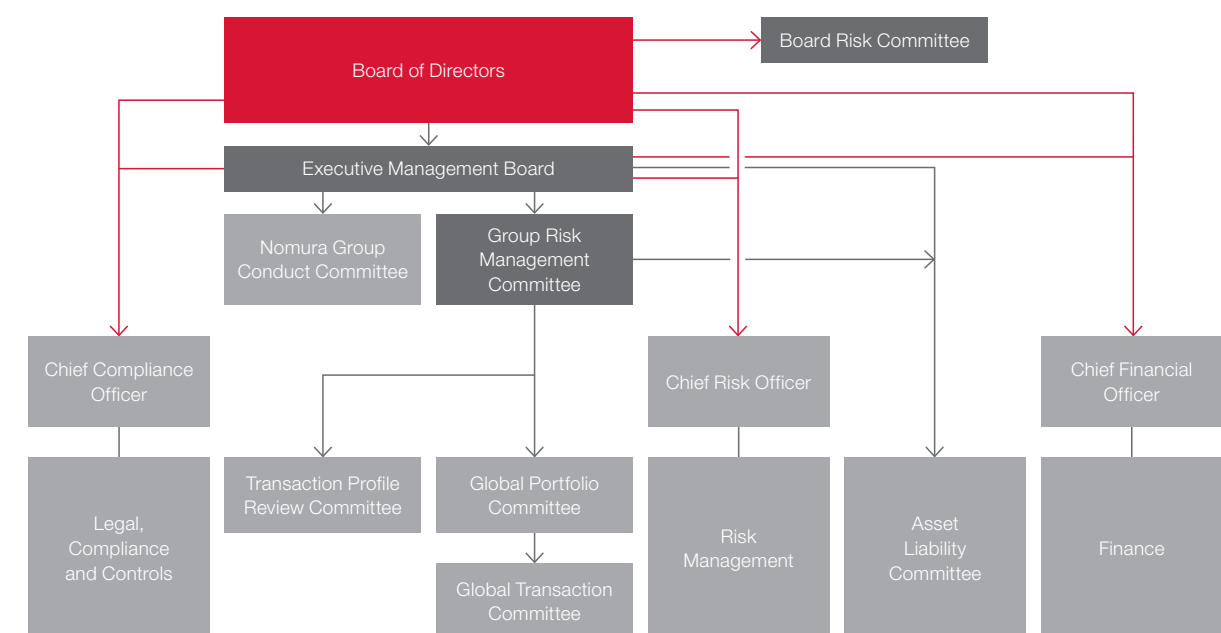 Board of Directors
Board Risk Committee
Executive Management Board
Nomura Group
Conduct Committee
Group Risk
Management
Committee
Chief Compliance
Officer
Chief Risk Officer
Chief Financial
Officer
Transaction Profile
Review Committee
Global Portfolio
Committee
Legal,
Compliance
and Controls
Risk
Management
Asset
Liability
Committee
Finance
Global Transaction
Committee